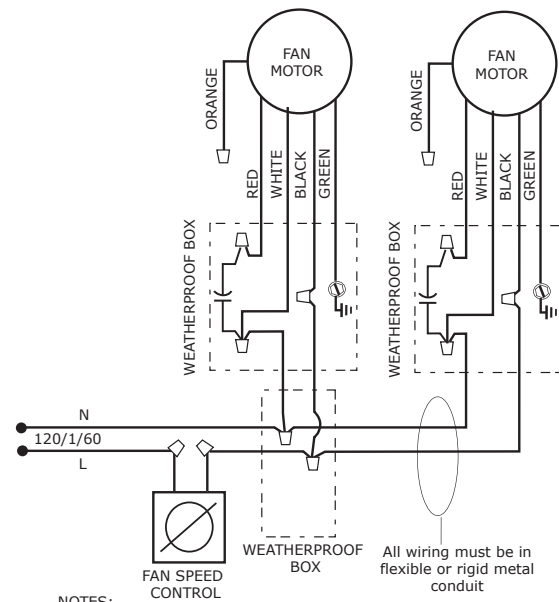 FAN
MOTOR
FAN
MOTOR
ORANGE
RED
WHITE
BLACK
GREEN
ORANGE
RED
WHITE
BLACK
GREEN
WEATHERPROOF BOX
WEATHERPROOF BOX
N
120/1/60
L
WEATHERPROOF
BOX
All wiring must be in
flexible or rigid metal
conduit
FAN SPEED
CONTROL
NOTES: